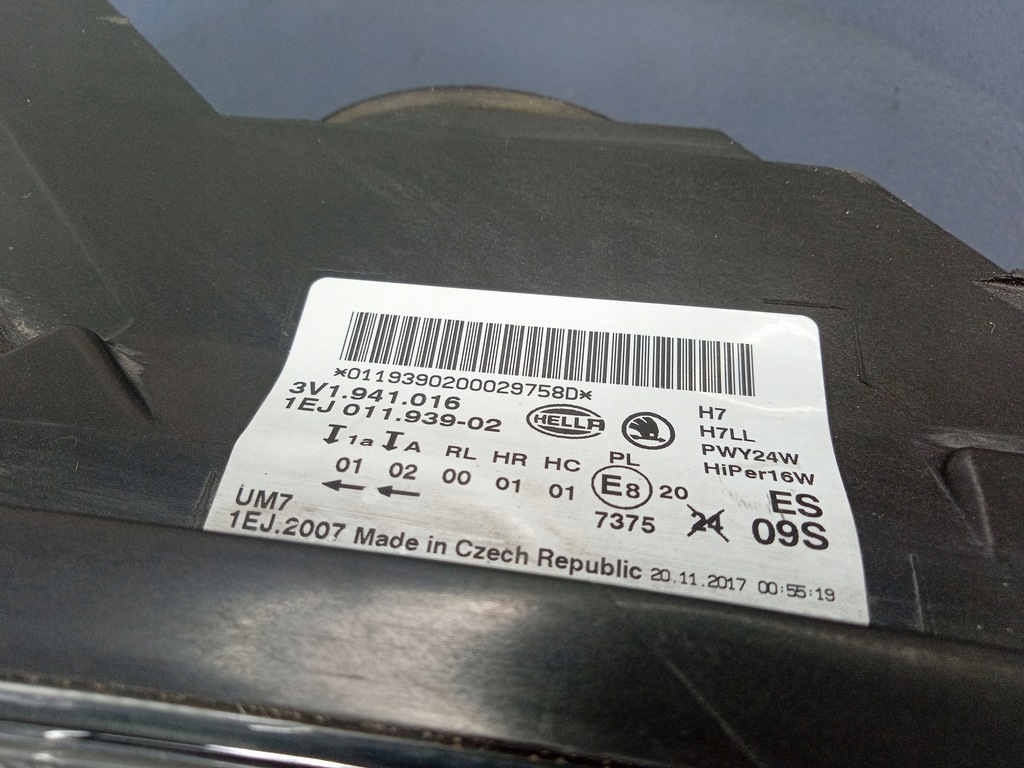 *0119390200029758D*
3V1.941.016
1EJ 011.939-02
HELLA
H7
H7LL
PWY24W
HiPer16W
1a A RL HR HC PL
01 02 00 01 01 E8 20
7375 24
ES
09S
UM7
1EJ.2007 Made in Czech Republic 20.11.2017 00:55:19